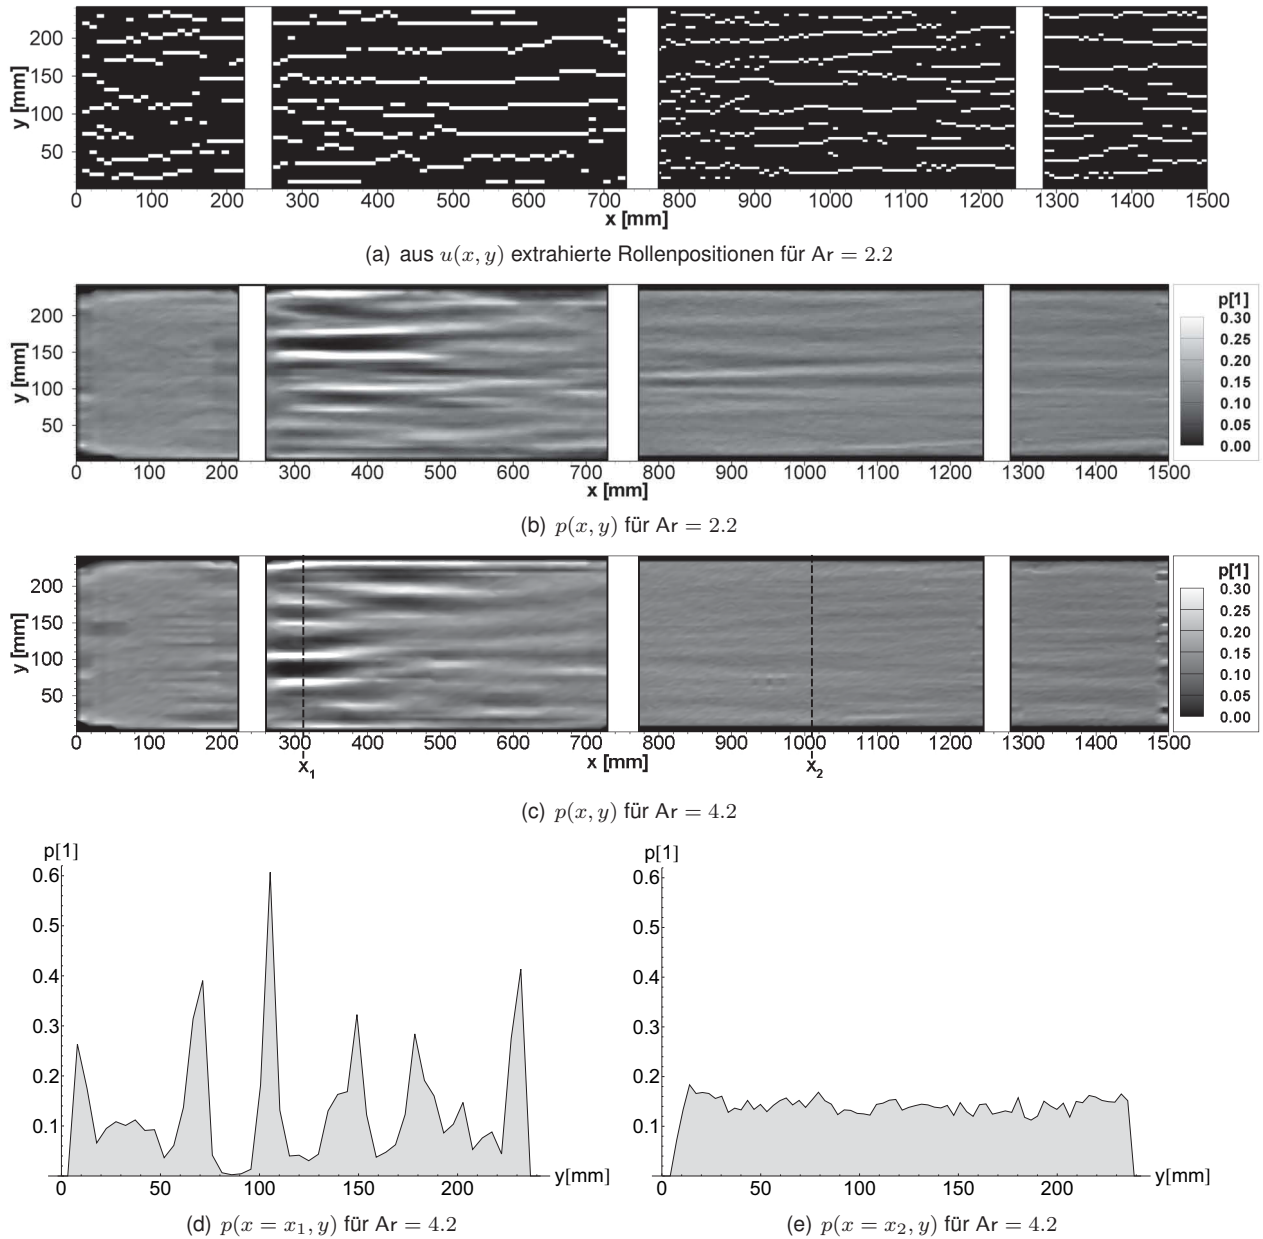 y [mm]
200
150
100
50
0 100 200 300 400 500 600 700 800 900 1000 1100 1200 1300 1400 1500
x [mm]
(a) aus u(x, y) extrahierte Rollenpositionen für Ar = 2.2
y [mm]
200
150
100
50
0 100 200 300 400 500 600 700 800 900 1000 1100 1200 1300 1400 1500
x [mm]
p[1]
0.30
0.25
0.20
0.15
0.10
0.05
0.00
(b) p(x, y) für Ar = 2.2
y [mm]
200
150
100
50
0 100 200 300 400 500 600 700 800 900 1000 1100 1200 1300 1400 1500
x₁ x [mm] x₂
p[1]
0.30
0.25
0.20
0.15
0.10
0.05
0.00
(c) p(x, y) für Ar = 4.2
p[1]
0.6
0.5
0.4
0.3
0.2
0.1
0 50 100 150 200 y[mm]
(d) p(x = x₁, y) für Ar = 4.2
p[1]
0.6
0.5
0.4
0.3
0.2
0.1
0 50 100 150 200 y[mm]
(e) p(x = x₂, y) für Ar = 4.2